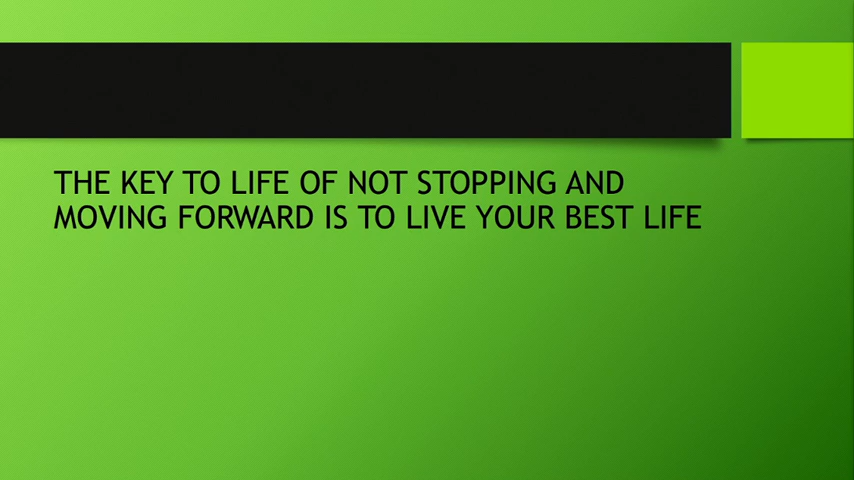 THE KEY TO LIFE OF NOT STOPPING AND
MOVING FORWARD IS TO LIVE YOUR BEST LIFE